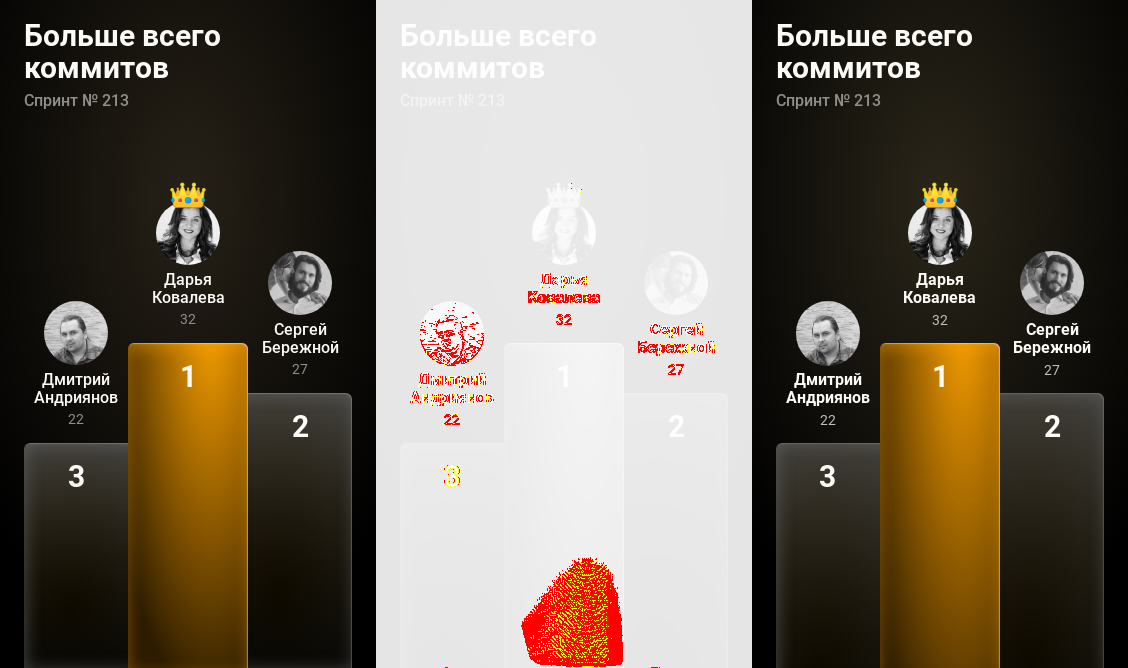 Больше всего
коммитов
Спринт № 213
Дарья
Ковалева
32
Сергей
Бережной
27
Дмитрий
Андриянов
22
1
2
3
Больше всего
коммитов
Спринт № 213
Дарья
Ковалева
32
Сергей
Бережной
27
Дмитрий
Андриянов
22
1
2
3
Больше всего
коммитов
Спринт № 213
Дарья
Ковалева
32
Сергей
Бережной
27
Дмитрий
Андриянов
22
1
2
3